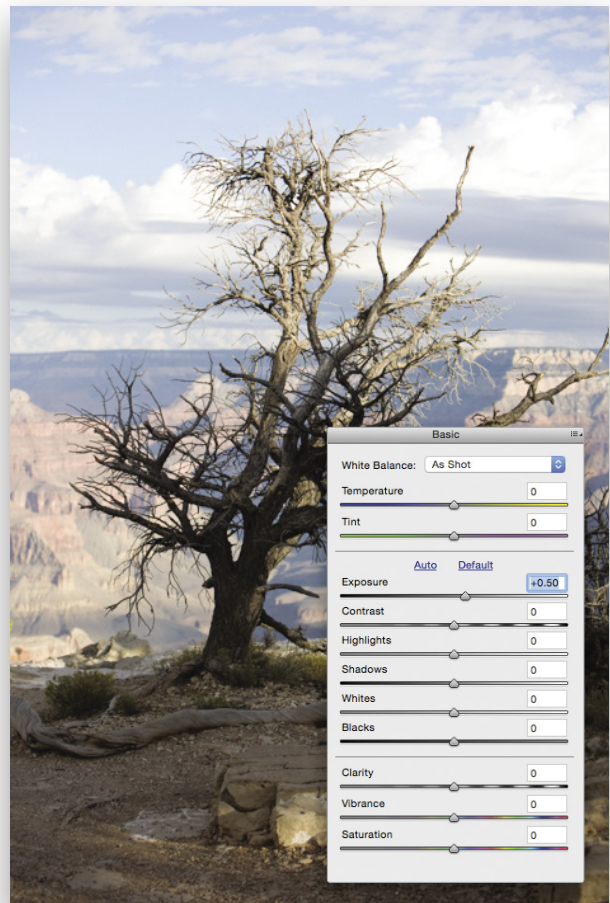 Basic
White Balance: As Shot
Temperature 0
Tint 0
Auto Default
Exposure +0.50
Contrast 0
Highlights 0
Shadows 0
Whites 0
Blacks 0
Clarity 0
Vibrance 0
Saturation 0